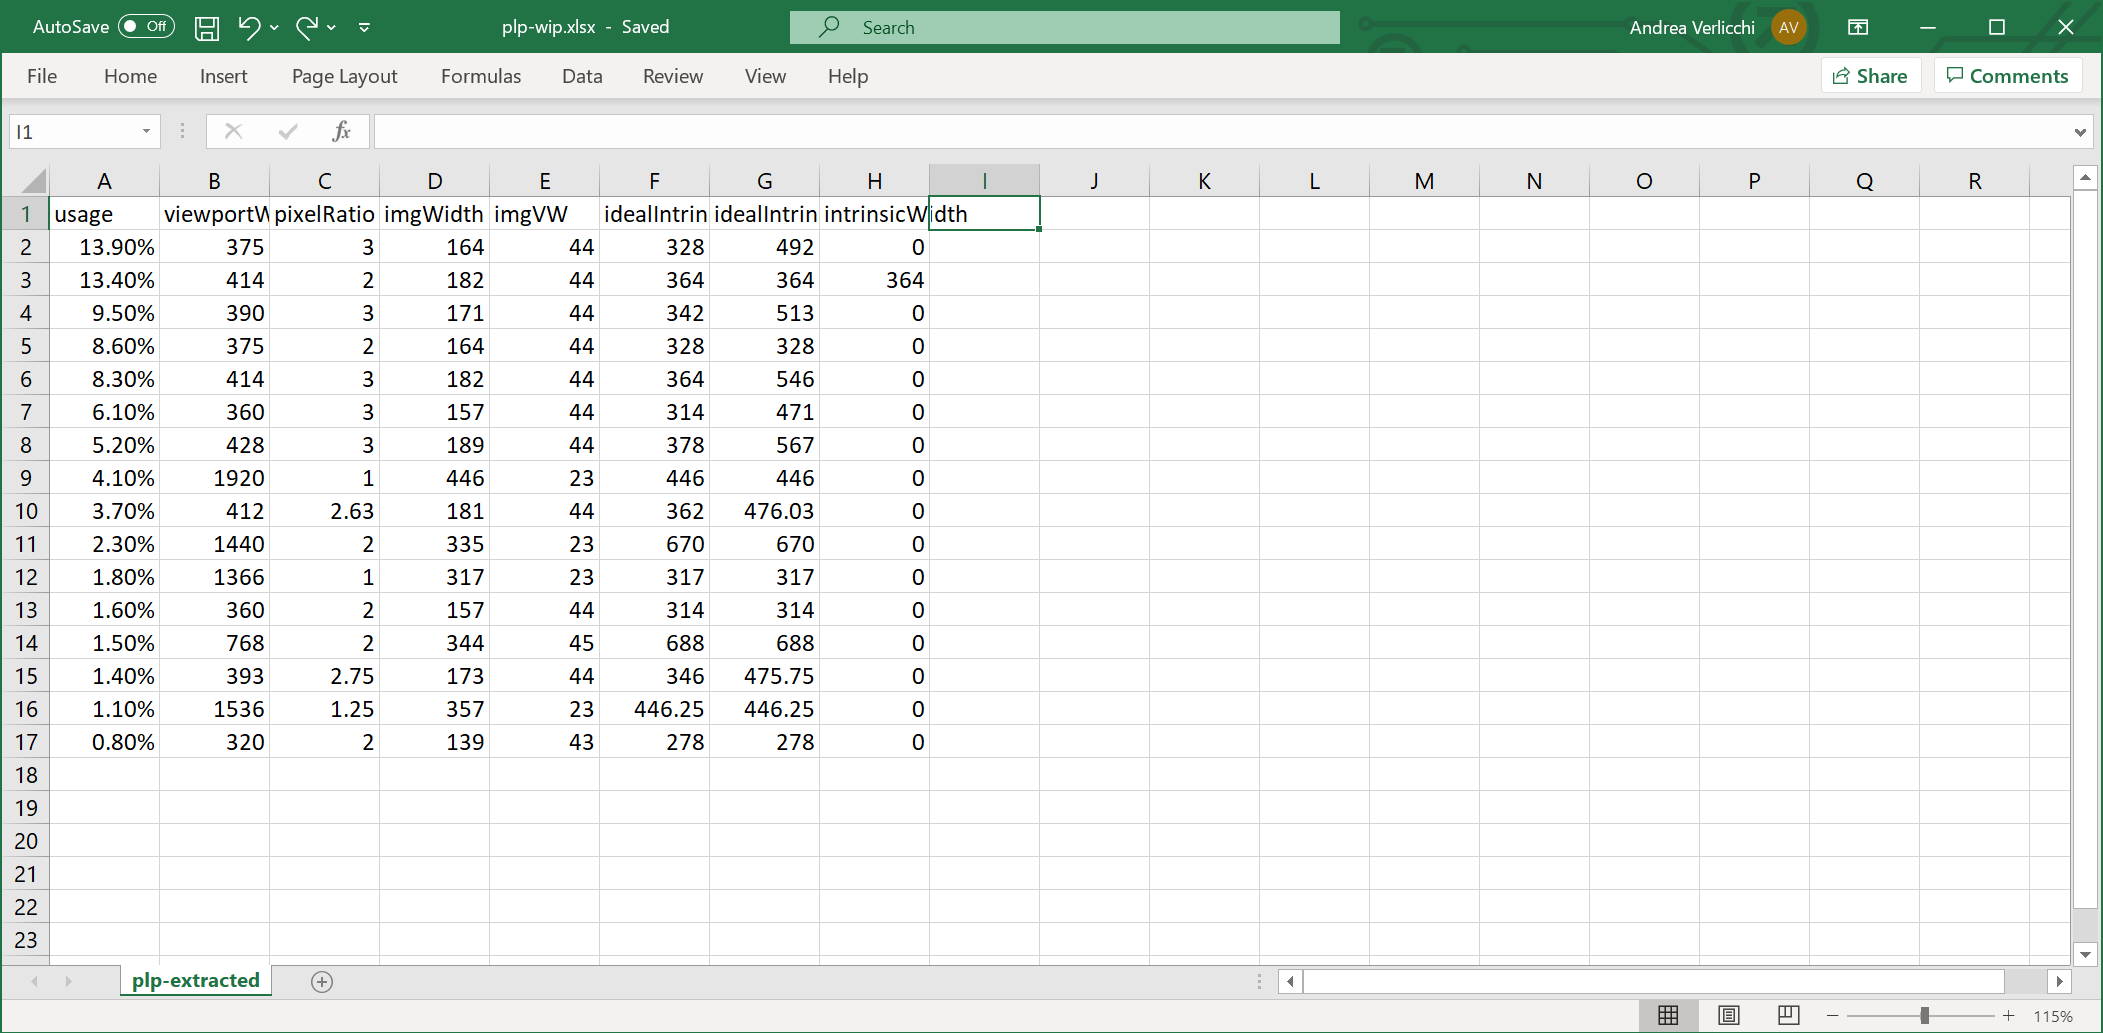 AutoSave Off plp-wip.xlsx - Saved Search Andrea Verlicchi AV
File Home Insert Page Layout Formulas Data Review View Help Share Comments
I1 fx
A B C D E F G H I J K L M N O P Q R
1 usage viewportW pixelRatio imgWidth imgVW idealIntrin idealIntrin intrinsicWidth
2 13.90% 375 3 164 44 328 492 0
3 13.40% 414 2 182 44 364 364 364
4 9.50% 390 3 171 44 342 513 0
5 8.60% 375 2 164 44 328 328 0
6 8.30% 414 3 182 44 364 546 0
7 6.10% 360 3 157 44 314 471 0
8 5.20% 428 3 189 44 378 567 0
9 4.10% 1920 1 446 23 446 446 0
10 3.70% 412 2.63 181 44 362 476.03 0
11 2.30% 1440 2 335 23 670 670 0
12 1.80% 1366 1 317 23 317 317 0
13 1.60% 360 2 157 44 314 314 0
14 1.50% 768 2 344 45 688 688 0
15 1.40% 393 2.75 173 44 346 475.75 0
16 1.10% 1536 1.25 357 23 446.25 446.25 0
17 0.80% 320 2 139 43 278 278 0
18
19
20
21
22
23
plp-extracted
115%